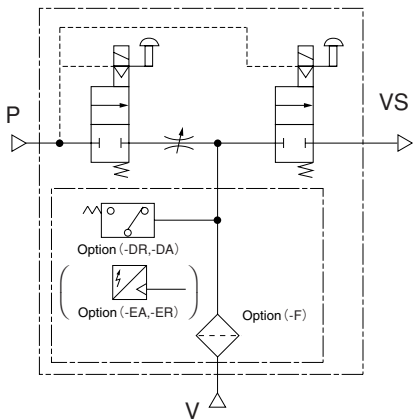 P
VS
Option (-DR,-DA)
Option (-EA,-ER)
Option (-F)
V